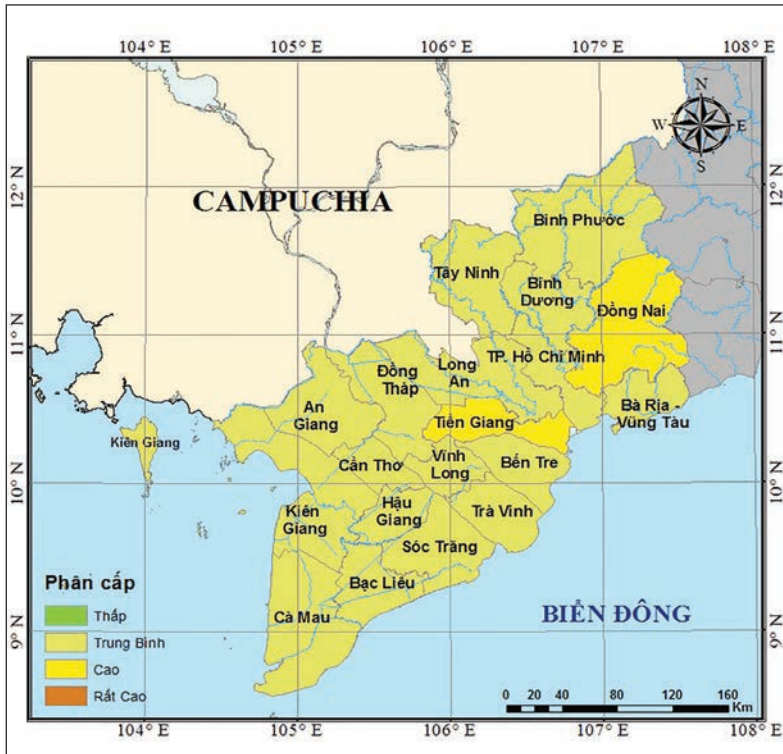 104° E 105° E 106° E 107° E 108° E
N
W E
S
12° N 12° N
CAMPUCHIA
Bình Phước
Tây Ninh
Bình
Dương
Đồng Nai
11° N 11° N
TP. Hồ Chí Minh
Long
An
Đồng
Tháp
An
Giang
Bà Rịa -
Vũng Tàu
Tiền Giang
Kiên Giang
Vĩnh
Long
Bến Tre
Cần Thơ
10° N 10° N
Kiên
Giang
Hậu
Giang
Trà Vinh
Sóc Trăng
Bạc Liêu
Cà Mau
BIỂN ĐÔNG
9° N 9° N
Phân cấp
Thấp
Trung Bình
Cao
Rất Cao
0 20 40 80 120 160
Km
104° E 105° E 106° E 107° E 108° E